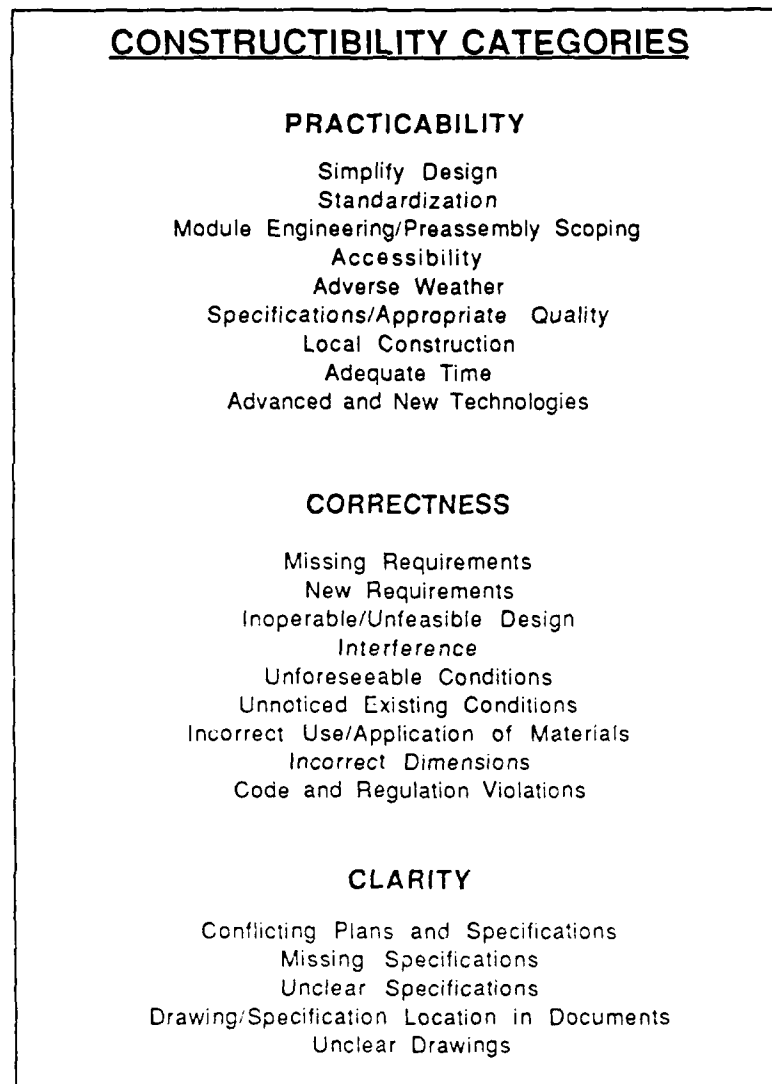 CONSTRUCTIBILITY CATEGORIES
PRACTICABILITY
Simplify Design
Standardization
Module Engineering/Preassembly Scoping
Accessibility
Adverse Weather
Specifications/Appropriate Quality
Local Construction
Adequate Time
Advanced and New Technologies
CORRECTNESS
Missing Requirements
New Requirements
Inoperable/Unfeasible Design
Interference
Unforeseeable Conditions
Unnoticed Existing Conditions
Incorrect Use/Application of Materials
Incorrect Dimensions
Code and Regulation Violations
CLARITY
Conflicting Plans and Specifications
Missing Specifications
Unclear Specifications
Drawing/Specification Location in Documents
Unclear Drawings